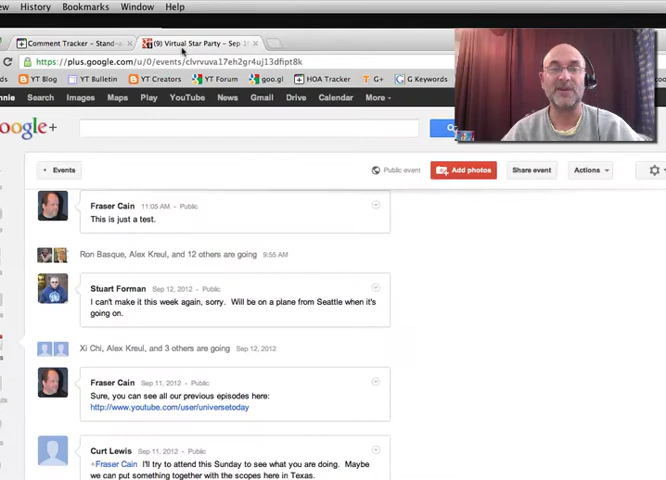 History Bookmarks Window Help
Comment Tracker - Stand-a
(9) Virtual Star Party - Sep 1
https://plus.google.com/u/0/events/clvrvuva17eh2gr4uj13dfipt8k
YT Blog YT Bulletin YT Creators YT Forum goo.gl HOA Tracker G Keywords
nnie Search Images Maps Play YouTube News Gmail Drive Calendar More
oogle+
Events
Public event
Add photos
Share event
Actions
Fraser Cain 11:05 AM - Public
This is just a test.
Ron Basque, Alex Kreul, and 12 others are going 9:55 AM
Stuart Forman Sep 12, 2012 - Public
I can't make it this week again, sorry. Will be on a plane from Seattle when it's
going on.
Xi Chi, Alex Kreul, and 3 others are going Sep 12, 2012
Fraser Cain Sep 11, 2012 - Public
Sure, you can see all our previous episodes here:
http://www.youtube.com/user/universetoday
Curt Lewis Sep 11, 2012 - Public
+Fraser Cain I'll try to attend this Sunday to see what you are doing. Maybe
we can put something together with the scopes here in Texas.